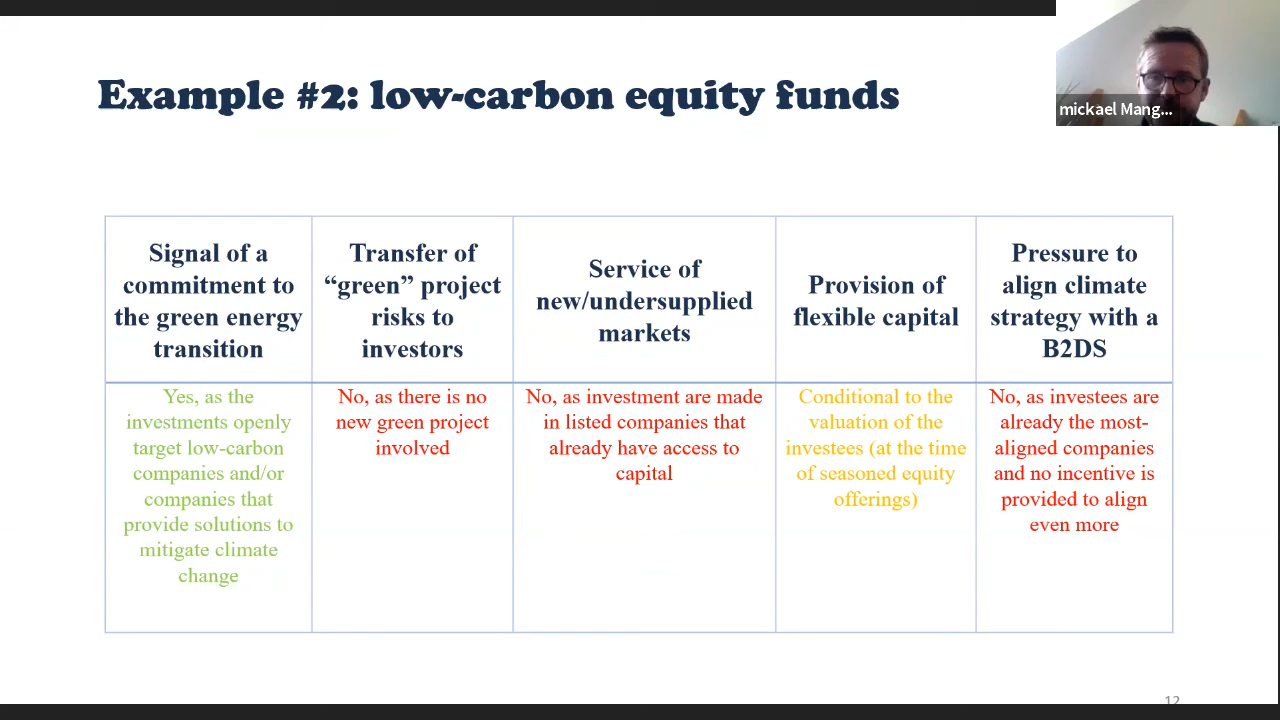 Example #2: low-carbon equity funds
mickael Mang...
Signal of a
commitment to
the green energy
transition
Transfer of
“green” project
risks to
investors
Service of
new/undersupplied
markets
Provision of
flexible capital
Pressure to
align climate
strategy with a
B2DS
Yes, as the
investments openly
target low-carbon
companies and/or
companies that
provide solutions to
mitigate climate
change
No, as there is no
new green project
involved
No, as investment are made
in listed companies that
already have access to
capital
Conditional to the
valuation of the
investees (at the time
of seasoned equity
offerings)
No, as investees are
already the most-
aligned companies
and no incentive is
provided to align
even more
12